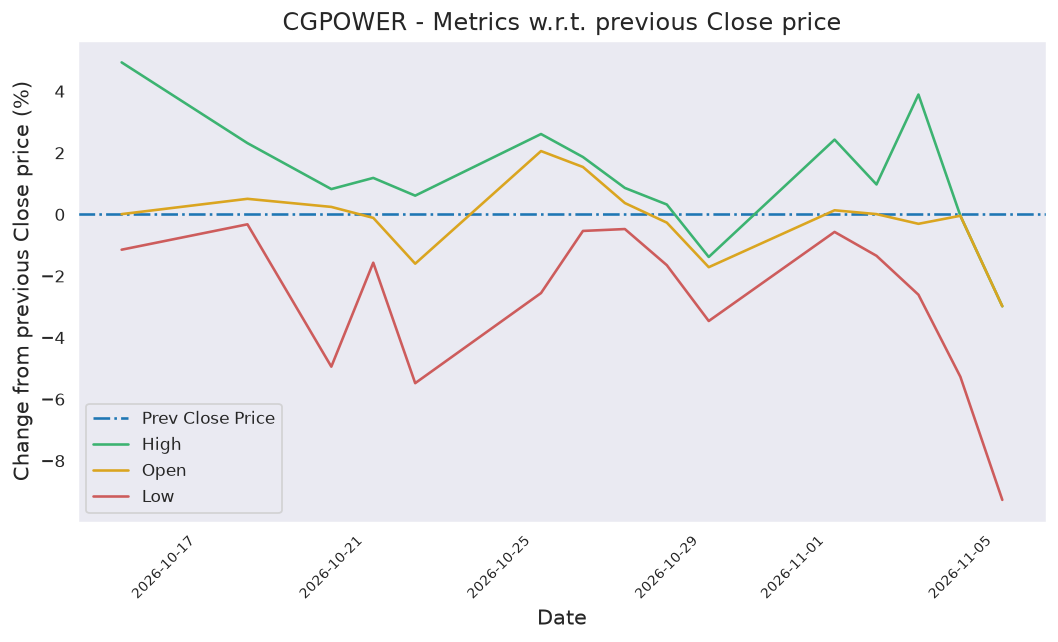 CGPOWER - Metrics w.r.t. previous Close price
Change from previous Close price (%)
4
2
0
−2
−4
−6
−8
Prev Close Price
High
Open
Low
2026-10-17
2026-10-21
2026-10-25
2026-10-29
2026-11-01
2026-11-05
Date